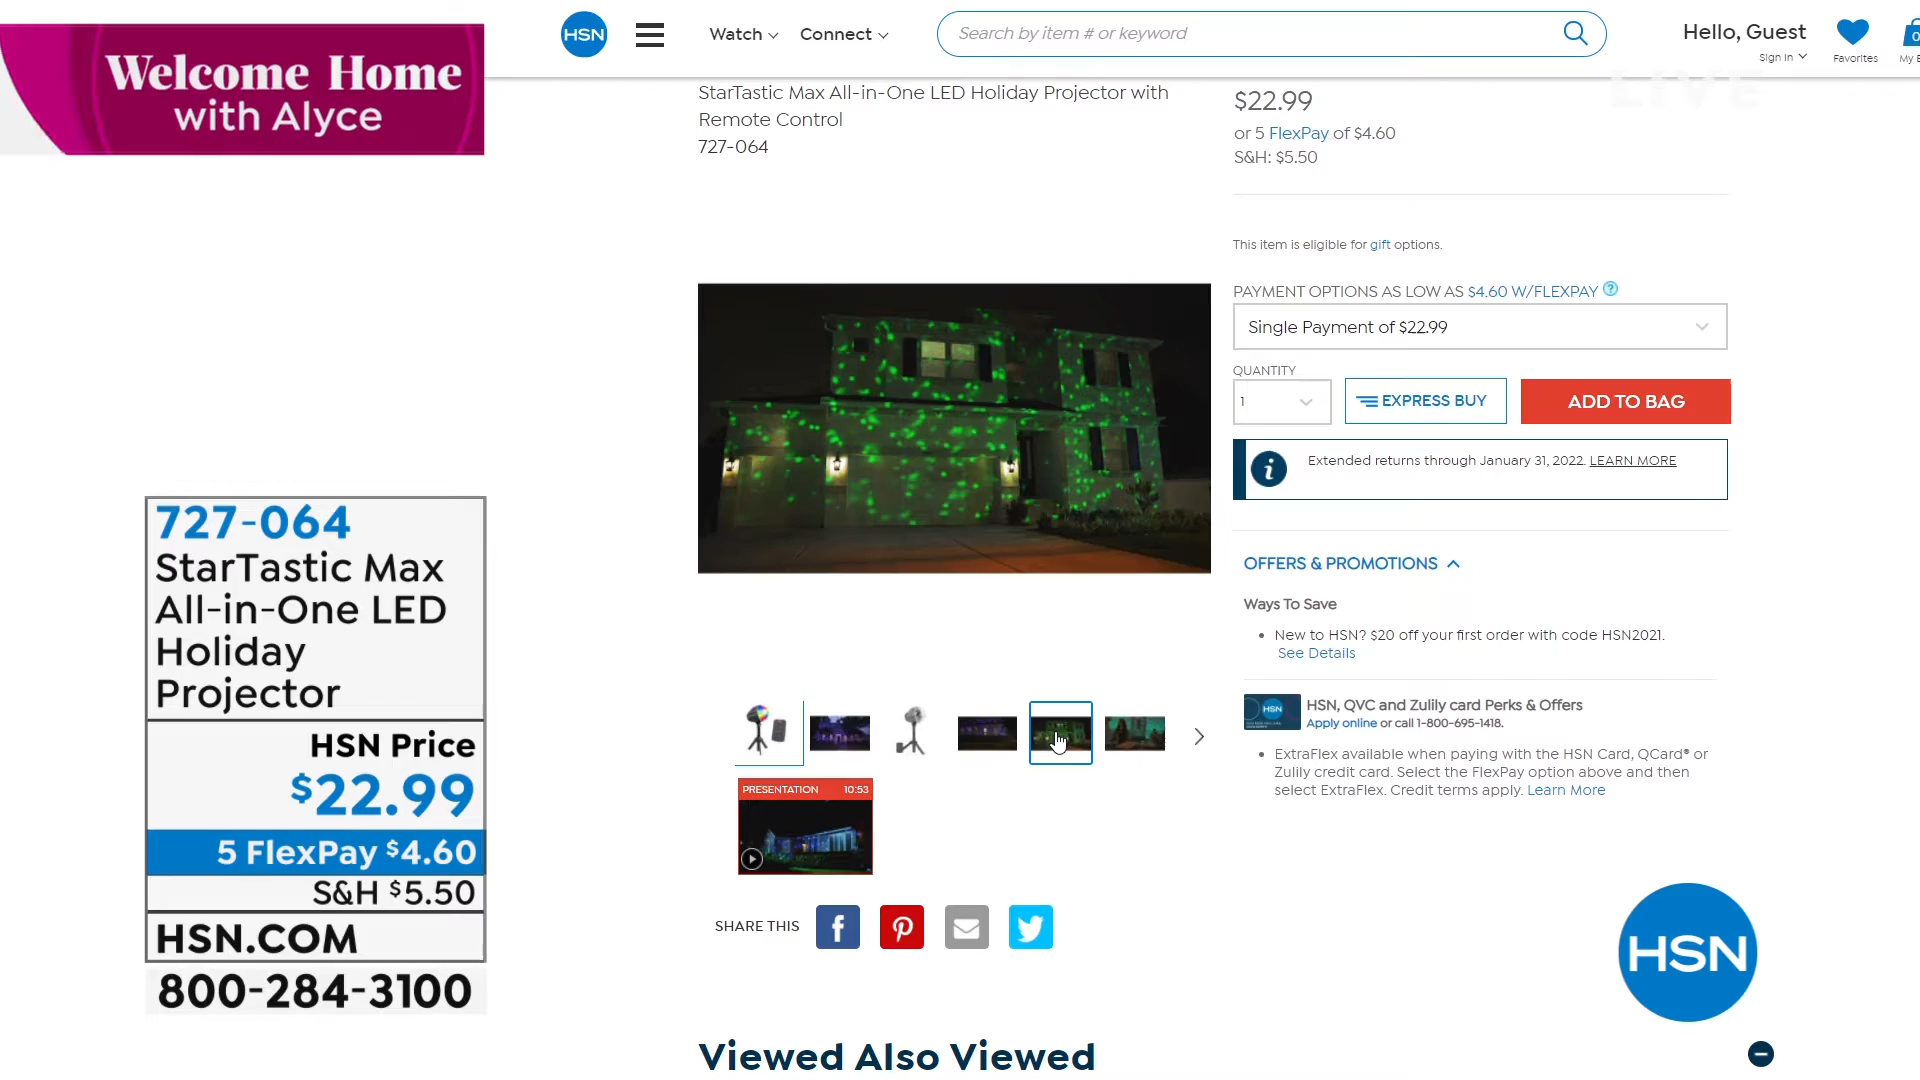 Welcome Home
with Alyce
HSN
Watch
Connect
Search by item # or keyword
Hello, Guest
Sign In
Favorites
0
LIVE
StarTastic Max All-in-One LED Holiday Projector with
Remote Control
727-064
$22.99
or 5 FlexPay of $4.60
S&H: $5.50
This item is eligible for gift options.
PAYMENT OPTIONS AS LOW AS $4.60 W/FLEXPAY ?
Single Payment of $22.99
QUANTITY
1
EXPRESS BUY
ADD TO BAG
i
Extended returns through January 31, 2022. LEARN MORE
OFFERS & PROMOTIONS
Ways To Save
• New to HSN? $20 off your first order with code HSN2021.
See Details
HSN
HSN, QVC and Zulily card Perks & Offers
Apply online or call 1-800-695-1418.
• ExtraFlex available when paying with the HSN Card, QCard® or
Zulily credit card. Select the FlexPay option above and then
select ExtraFlex. Credit terms apply. Learn More
PRESENTATION 10:53
SHARE THIS
727-064
StarTastic Max
All-in-One LED
Holiday
Projector
HSN Price
$22.99
5 FlexPay $4.60
S&H $5.50
HSN.COM
800-284-3100
HSN
Viewed Also Viewed